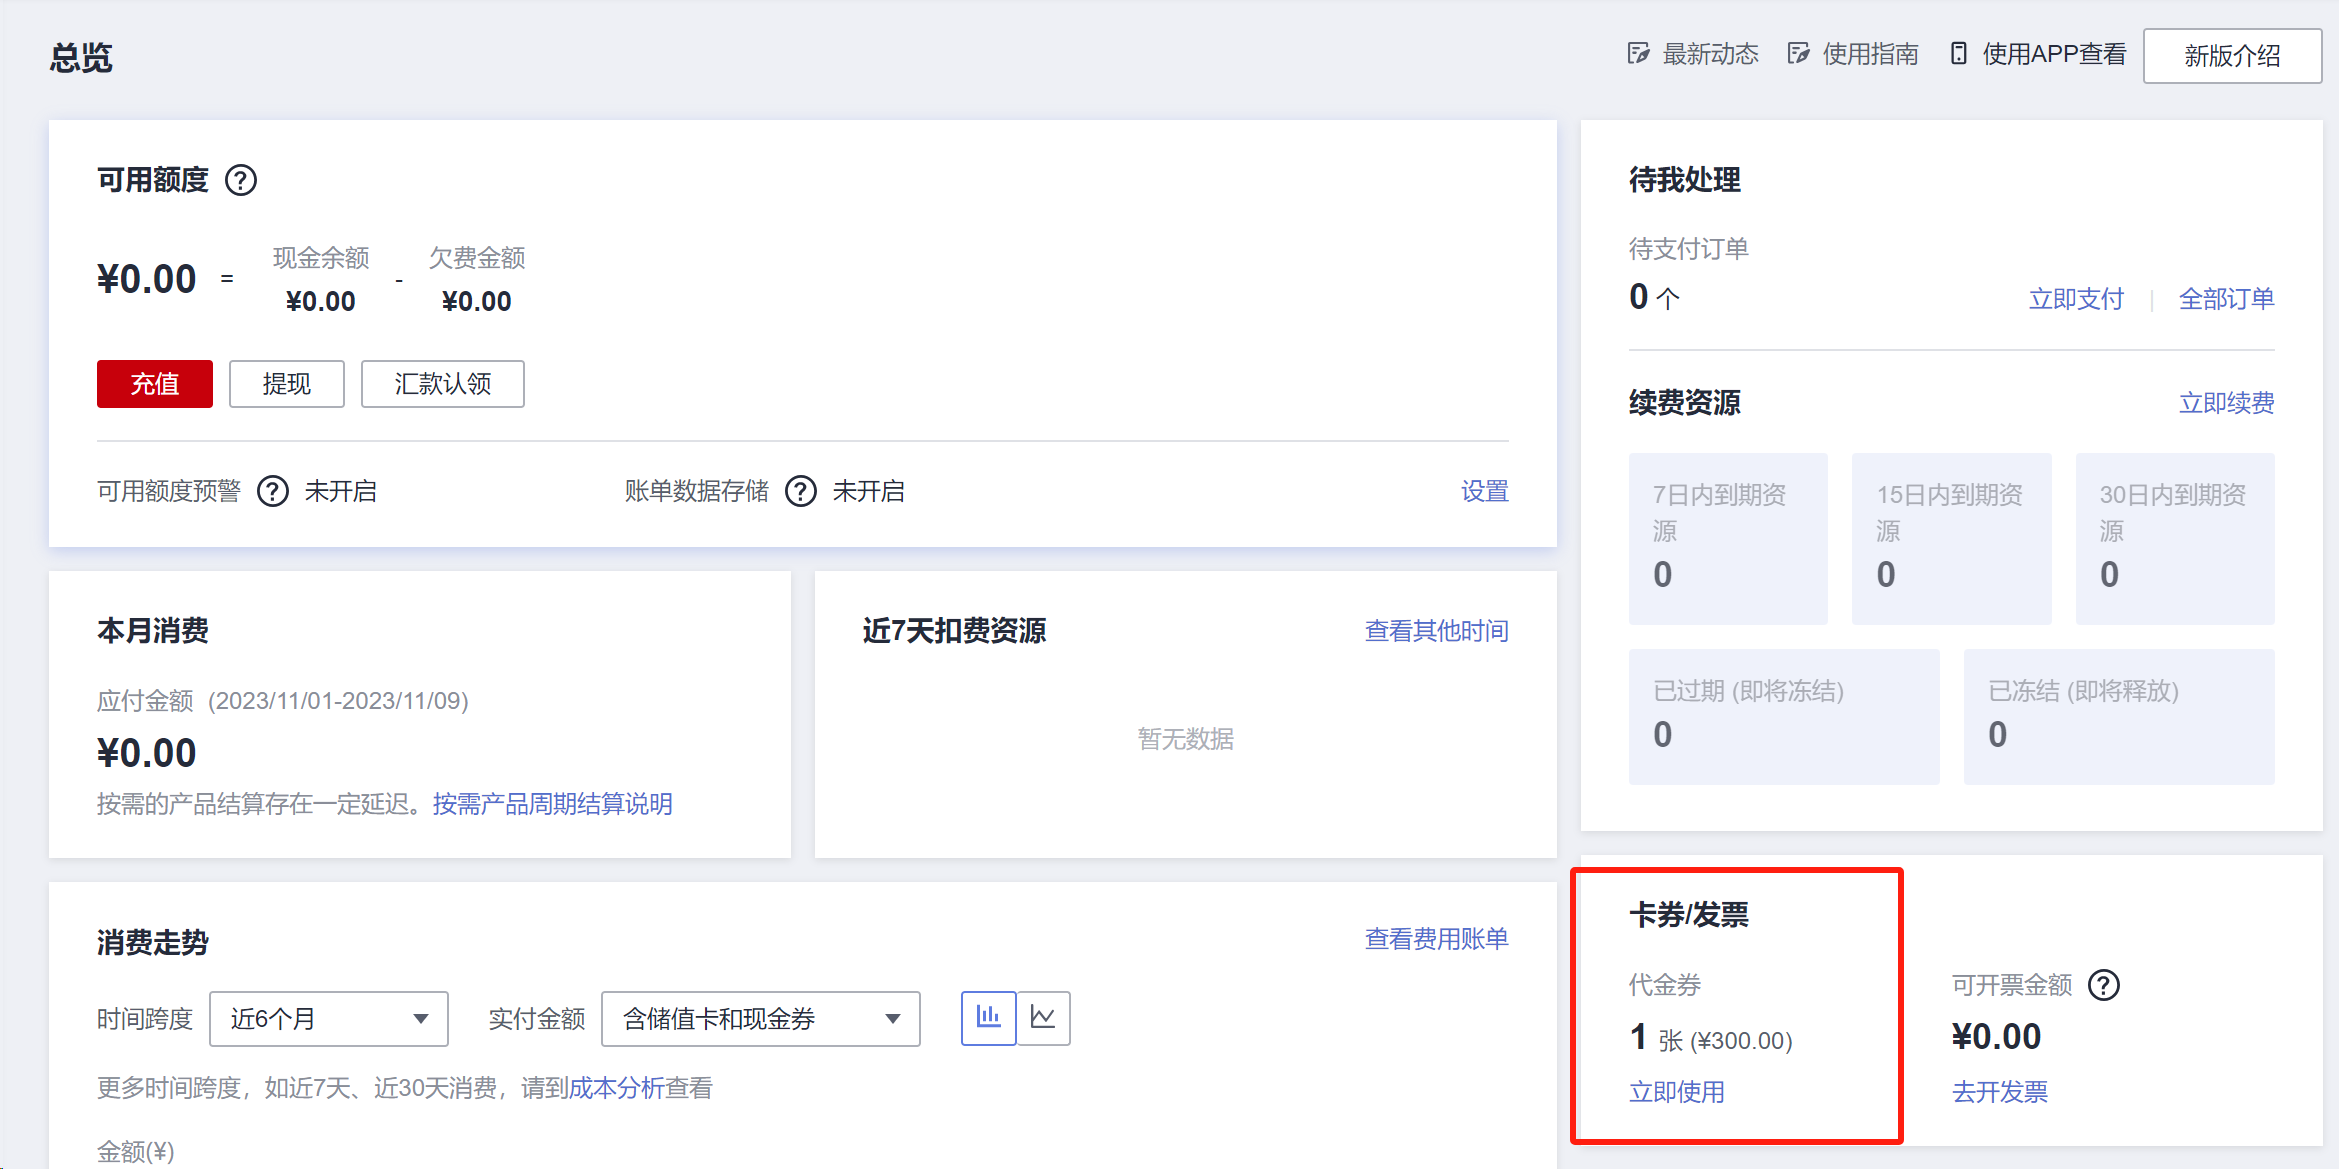 总览
最新动态 使用指南 使用APP查看 新版介绍
可用额度
¥0.00 = 现金余额 ¥0.00 - 欠费金额 ¥0.00
充值 提现 汇款认领
可用额度预警 未开启 账单数据存储 未开启 设置
本月消费
应付金额 (2023/11/01-2023/11/09)
¥0.00
按需的产品结算存在一定延迟。按需产品周期结算说明
近7天扣费资源 查看其他时间
暂无数据
消费走势 查看费用账单
时间跨度 近6个月 实付金额 含储值卡和现金券
更多时间跨度，如近7天、近30天消费，请到成本分析查看
金额(¥)
待我处理
待支付订单
0 个 立即支付 全部订单
续费资源 立即续费
7日内到期资
源
0
15日内到期资
源
0
30日内到期资
源
0
已过期 (即将冻结)
0
已冻结 (即将释放)
0
卡券/发票
代金券
1 张 (¥300.00)
立即使用
可开票金额
¥0.00
去开发票